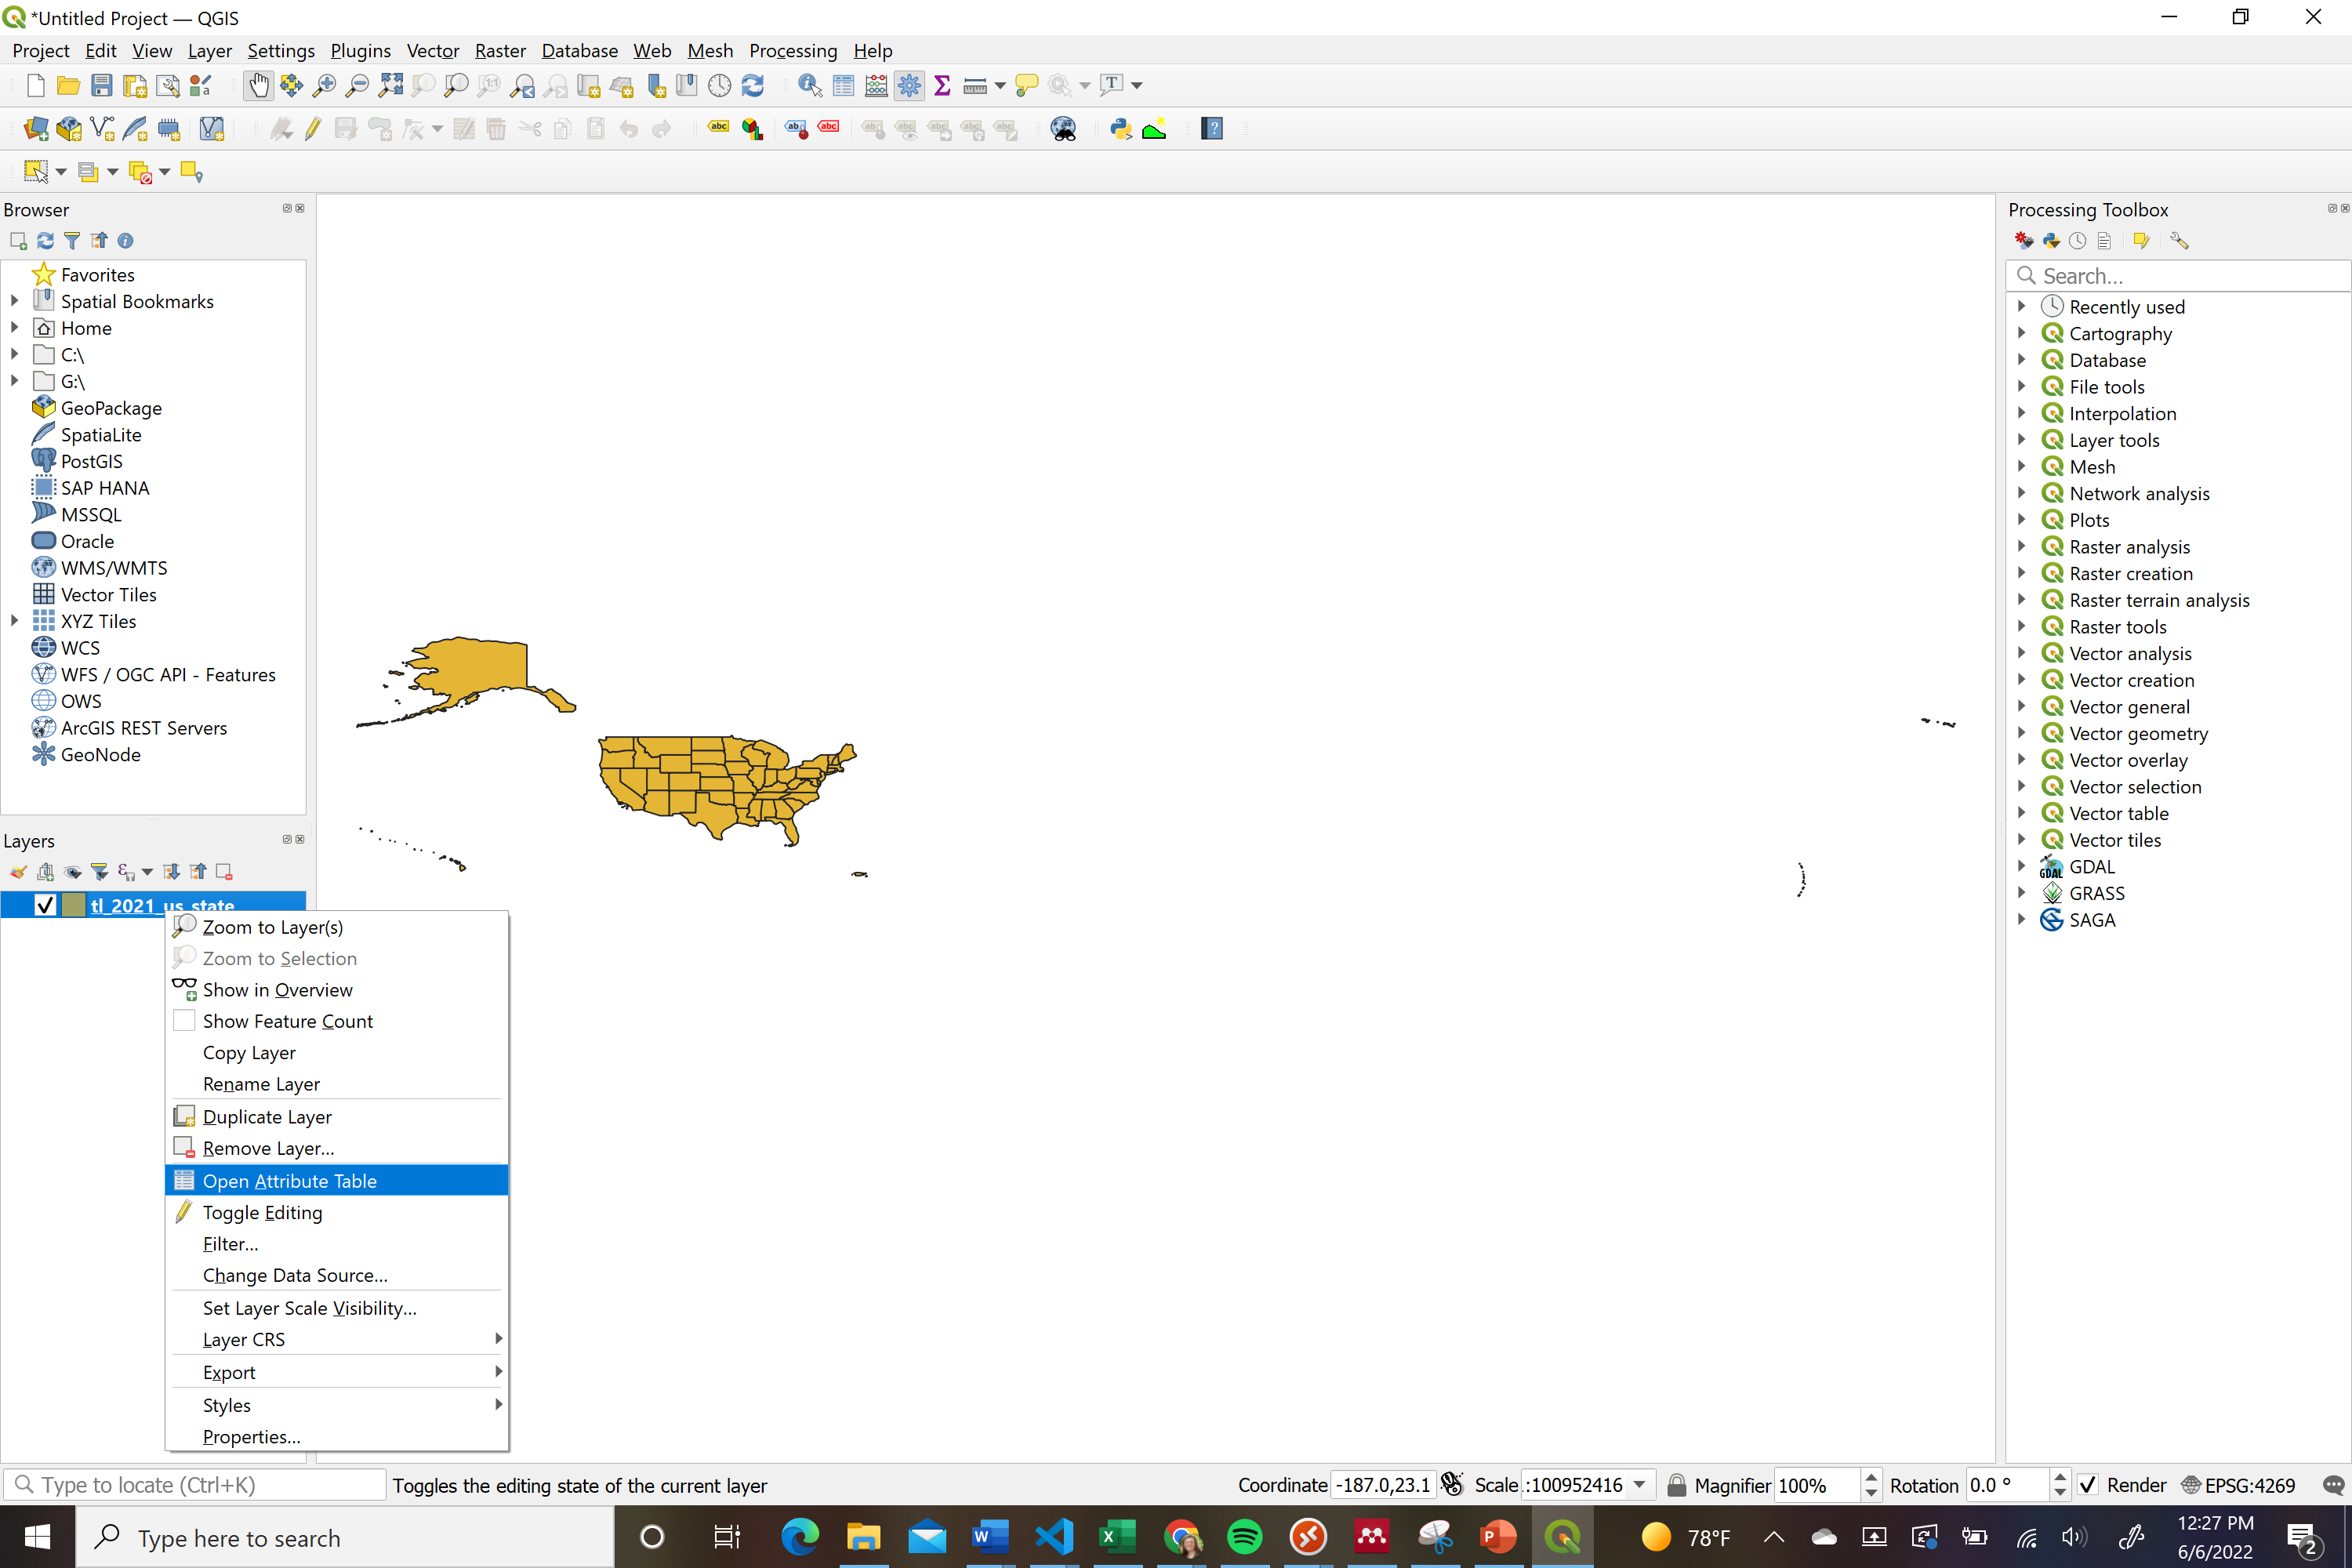 *Untitled Project — QGIS
Project Edit View Layer Settings Plugins Vector Raster Database Web Mesh Processing Help
Browser
Favorites
Spatial Bookmarks
Home
C:\
G:\
GeoPackage
SpatiaLite
PostGIS
SAP HANA
MSSQL
Oracle
WMS/WMTS
Vector Tiles
XYZ Tiles
WCS
WFS / OGC API - Features
OWS
ArcGIS REST Servers
GeoNode
Layers
tl_2021_us_state
Zoom to Layer(s)
Zoom to Selection
Show in Overview
Show Feature Count
Copy Layer
Rename Layer
Duplicate Layer
Remove Layer...
Open Attribute Table
Toggle Editing
Filter...
Change Data Source...
Set Layer Scale Visibility...
Layer CRS
Export
Styles
Properties...
Processing Toolbox
Search...
Recently used
Cartography
Database
File tools
Interpolation
Layer tools
Mesh
Network analysis
Plots
Raster analysis
Raster creation
Raster terrain analysis
Raster tools
Vector analysis
Vector creation
Vector general
Vector geometry
Vector overlay
Vector selection
Vector table
Vector tiles
GDAL
GRASS
SAGA
Type to locate (Ctrl+K) Toggles the editing state of the current layer Coordinate -187.0,23.1 Scale :100952416 Magnifier 100% Rotation 0.0 ° Render EPSG:4269
Type here to search 78°F 12:27 PM
6/6/2022 2